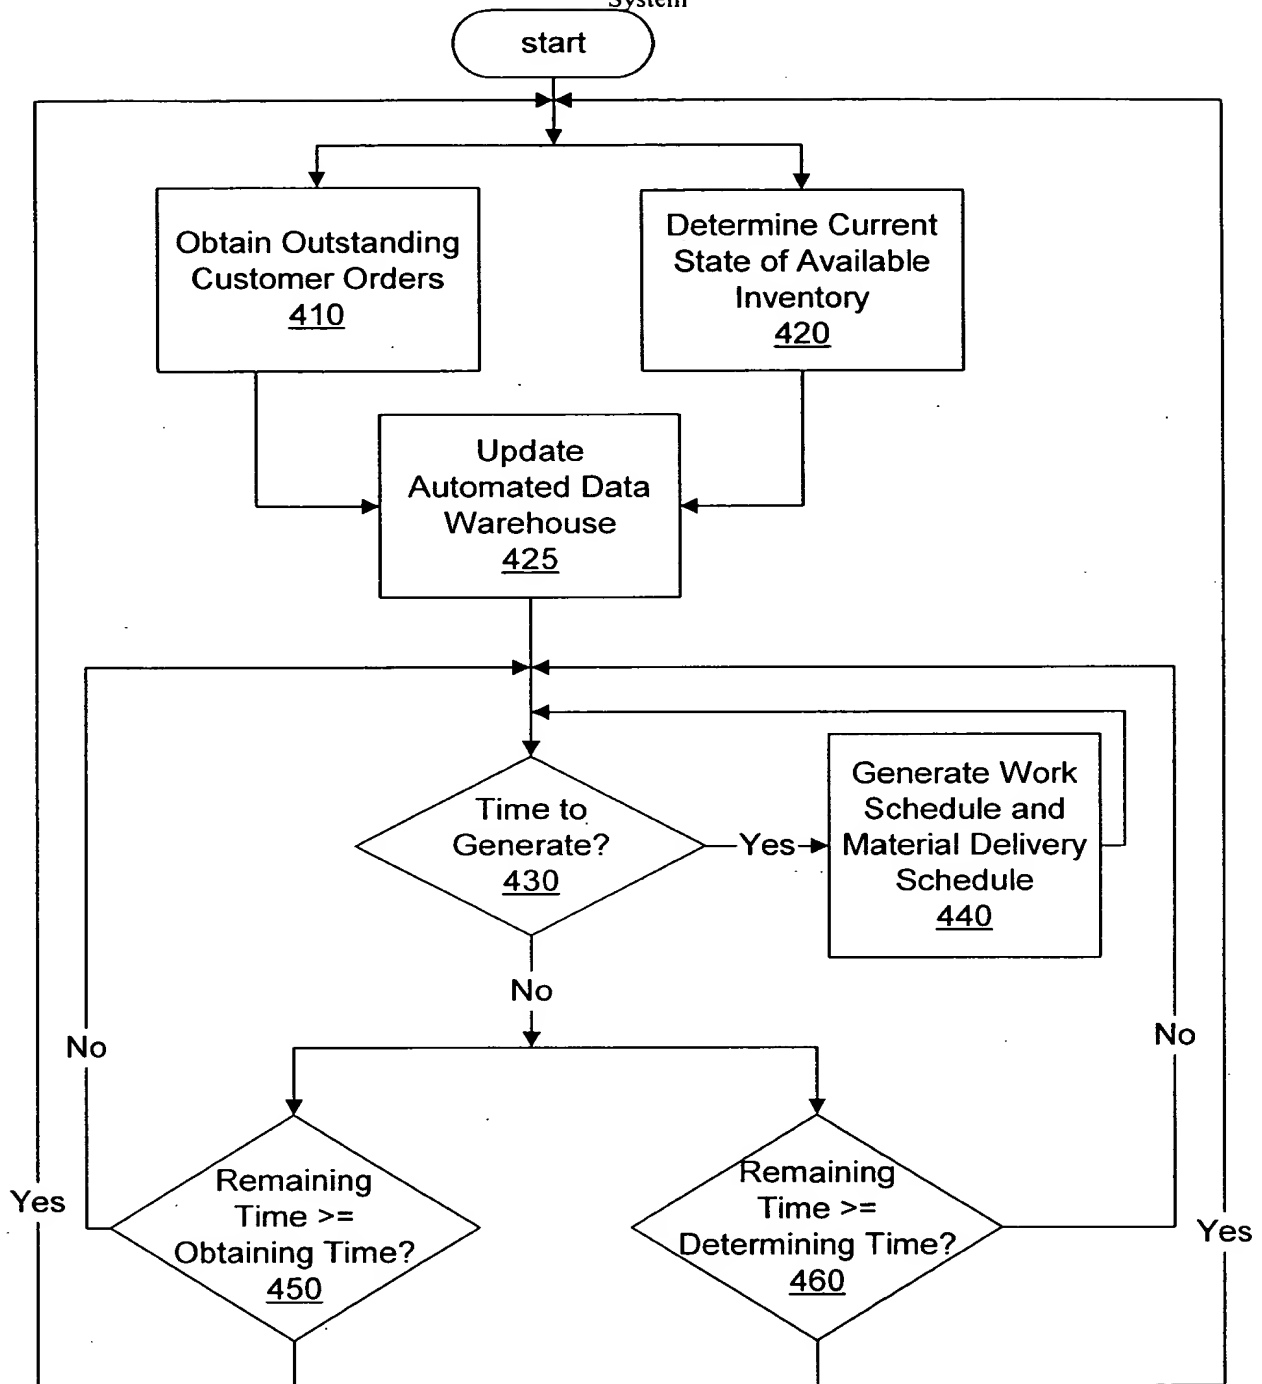 System
start
Obtain Outstanding
Customer Orders
410
Determine Current
State of Available
Inventory
420
Update
Automated Data
Warehouse
425
Time to
Generate?
430
Yes
Generate Work
Schedule and
Material Delivery
Schedule
440
No
No
No
Remaining
Time >=
Obtaining Time?
450
Remaining
Time >=
Determining Time?
460
Yes
Yes